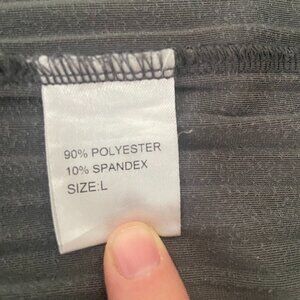 90% POLYESTER
10% SPANDEX
SIZE:L